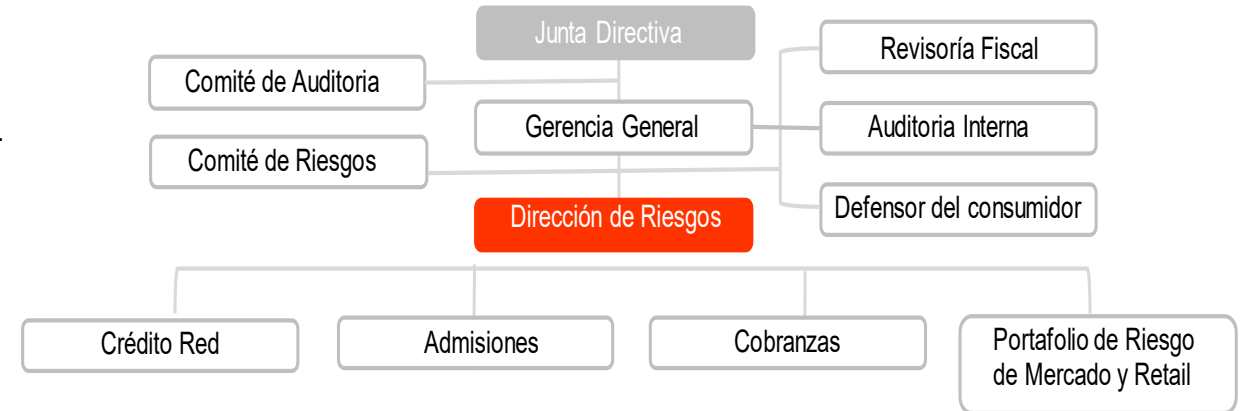 Junta Directiva
Revisoría Fiscal
Comité de Auditoria
Gerencia General
Auditoria Interna
.
Comité de Riesgos
Dirección de Riesgos
Defensor del consumidor
Crédito Red
Admisiones
Cobranzas
Portafolio de Riesgo
de Mercado y Retail